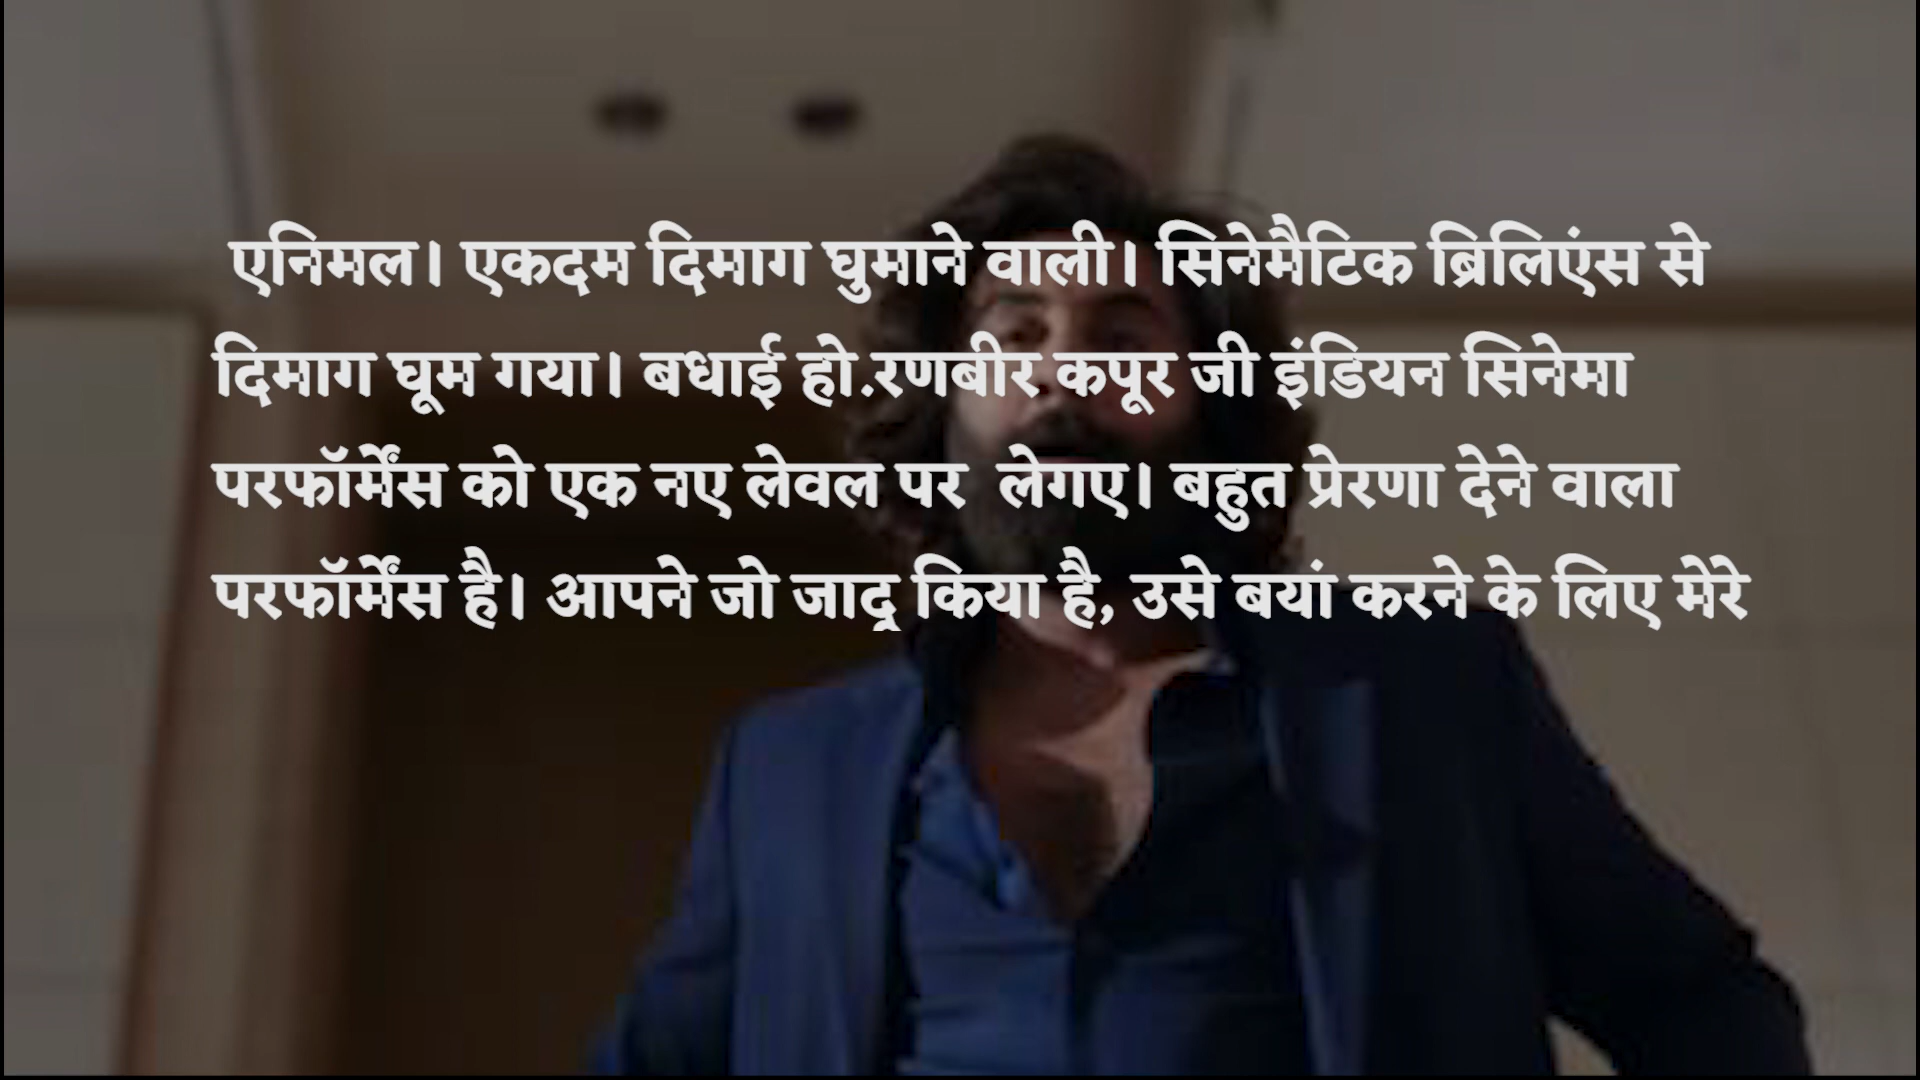 एनिमल। एकदम दिमाग घुमाने वाली। सिनेमैटिक ब्रिलिएंस से
दिमाग घूम गया। बधाई हो.रणबीर कपूर जी इंडियन सिनेमा
परफॉर्मेंस को एक नए लेवल पर  लेगए। बहुत प्रेरणा देने वाला
परफॉर्मेंस है। आपने जो जादू किया है, उसे बयां करने के लिए मेरे